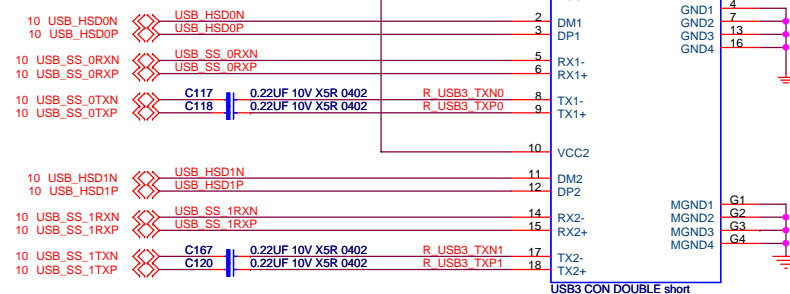 GND1 4
10 USB_HSD0N USB_HSD0N 2 DM1 GND2 7
10 USB_HSD0P USB_HSD0P 3 DP1 GND3 13
GND4 16
10 USB_SS_0RXN USB_SS_0RXN 5 RX1-
10 USB_SS_0RXP USB_SS_0RXP 6 RX1+
10 USB_SS_0TXN C117 0.22UF 10V X5R 0402 R_USB3_TXN0 8 TX1-
10 USB_SS_0TXP C118 0.22UF 10V X5R 0402 R_USB3_TXP0 9 TX1+
10 VCC2
10 USB_HSD1N USB_HSD1N 11 DM2
10 USB_HSD1P USB_HSD1P 12 DP2
MGND1 G1
10 USB_SS_1RXN USB_SS_1RXN 14 RX2- MGND2 G2
10 USB_SS_1RXP USB_SS_1RXP 15 RX2+ MGND3 G3
MGND4 G4
10 USB_SS_1TXN C167 0.22UF 10V X5R 0402 R_USB3_TXN1 17 TX2-
10 USB_SS_1TXP C120 0.22UF 10V X5R 0402 R_USB3_TXP1 18 TX2+
USB3 CON DOUBLE short